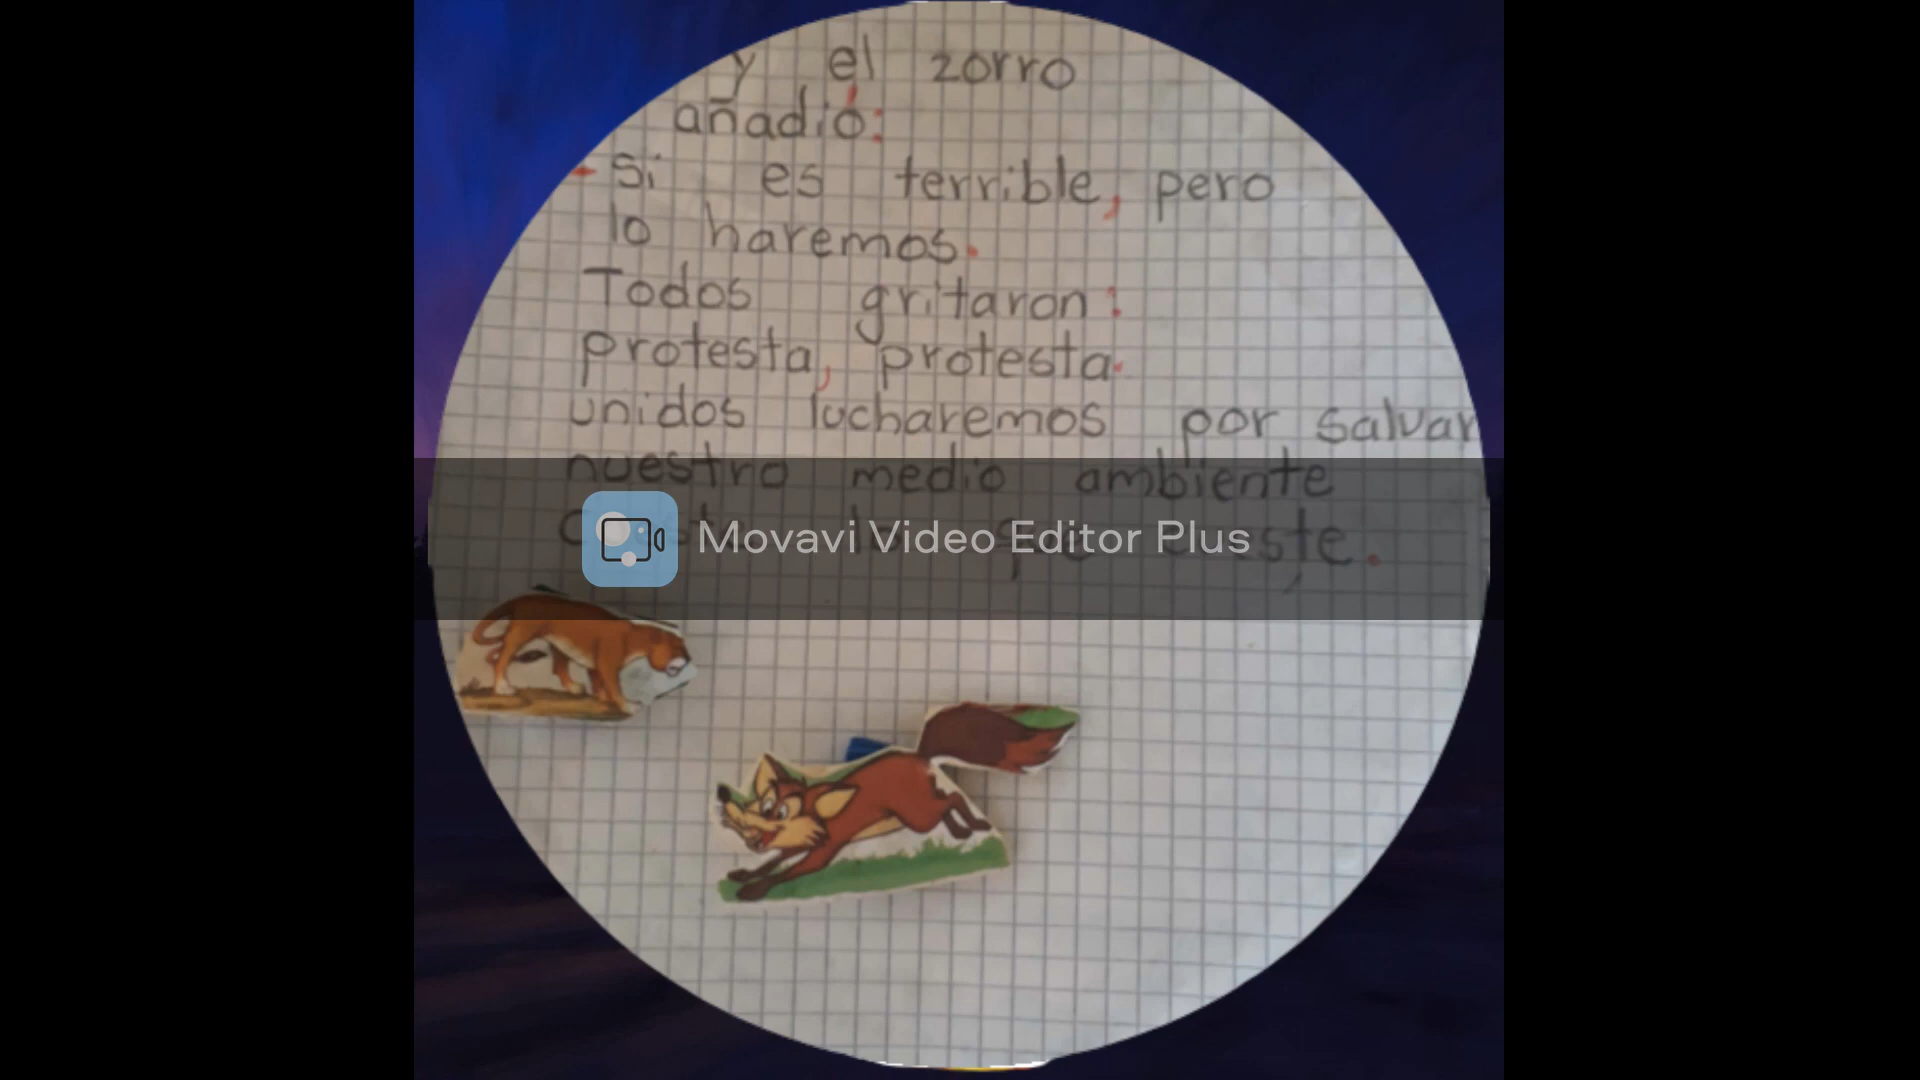 y el zorro
añadió:
- Si es terrible, pero
lo haremos.
Todos gritaron:
protesta, protesta.
unidos lucharemos por salvar
nuestro medio ambiente
Movavi Video Editor Plus